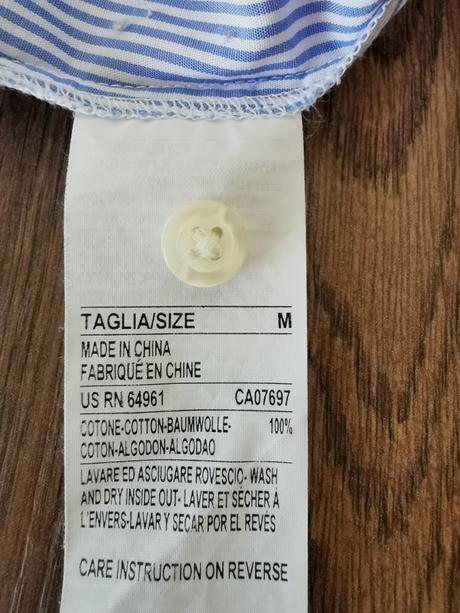 TAGLIA/SIZE M
MADE IN CHINA
FABRIQUÉ EN CHINE
US RN 64961 CA07697
COTONE-COTTON-BAUMWOLLE- 100%
COTON-ALGODON-ALGODAO
LAVARE ED ASCIUGARE ROVESCIO- WASH
AND DRY INSIDE OUT- LAVER ET SÉCHER À
L'ENVERS-LAVAR Y SECAR POR EL REVÉS
CARE INSTRUCTION ON REVERSE